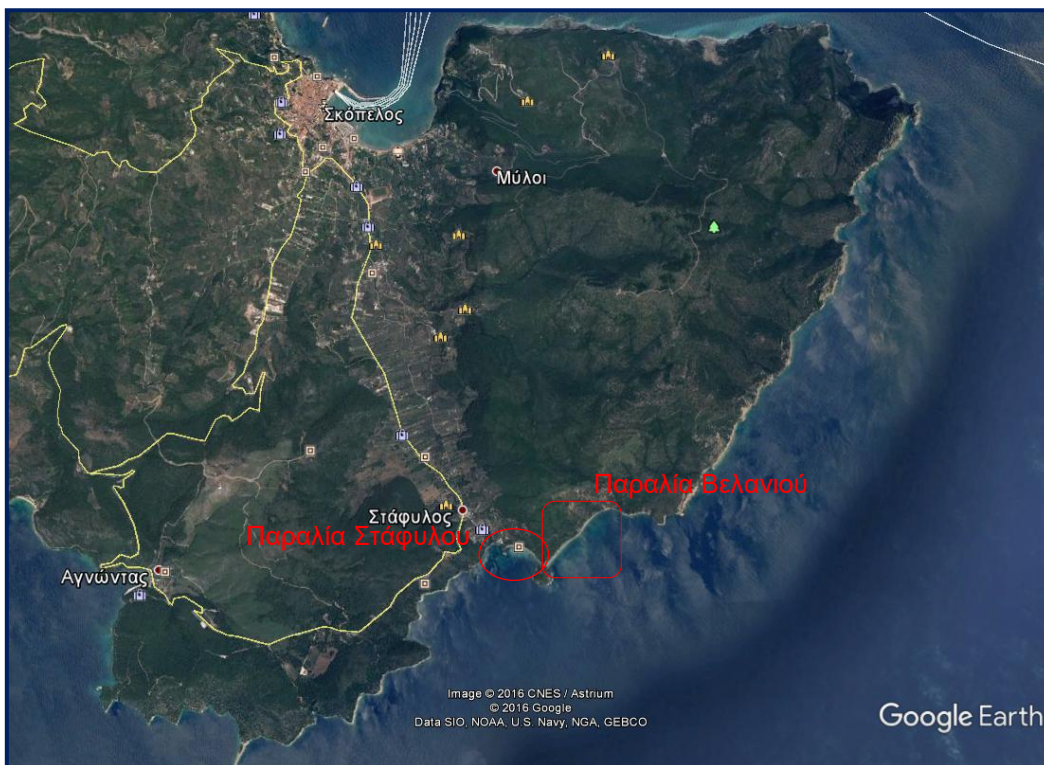 Σκόπελος
Μύλοι
Παραλία Βελανιού
Στάφυλος
Παραλία Στάφυλου
Αγνώντας
Image © 2016 CNES / Astrium
© 2016 Google
Data SIO, NOAA, U.S. Navy, NGA, GEBCO
Google Earth